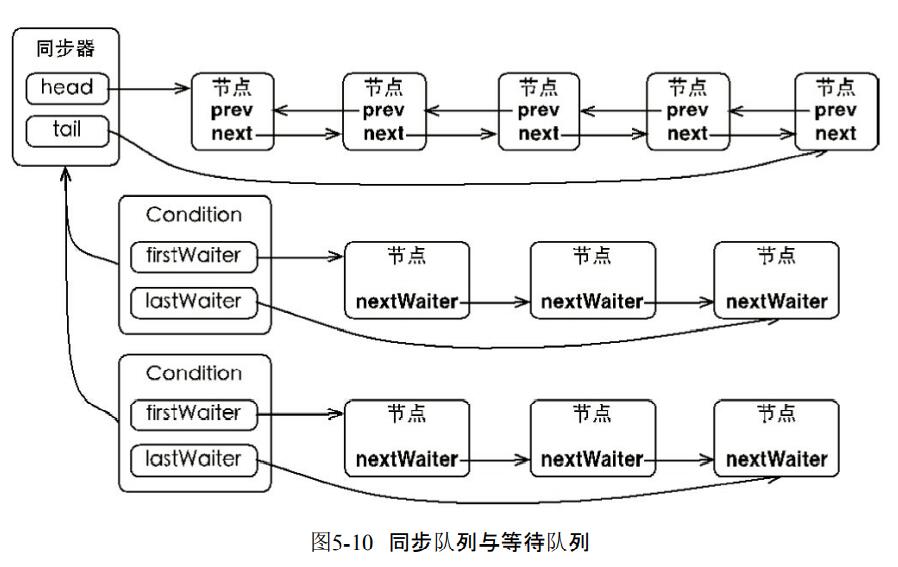 同步器
head
tail
节点
prev
next
节点
prev
next
节点
prev
next
节点
prev
next
节点
prev
next
Condition
firstWaiter
lastWaiter
节点
nextWaiter
节点
nextWaiter
节点
nextWaiter
Condition
firstWaiter
lastWaiter
节点
nextWaiter
节点
nextWaiter
节点
nextWaiter
图5-10 同步队列与等待队列